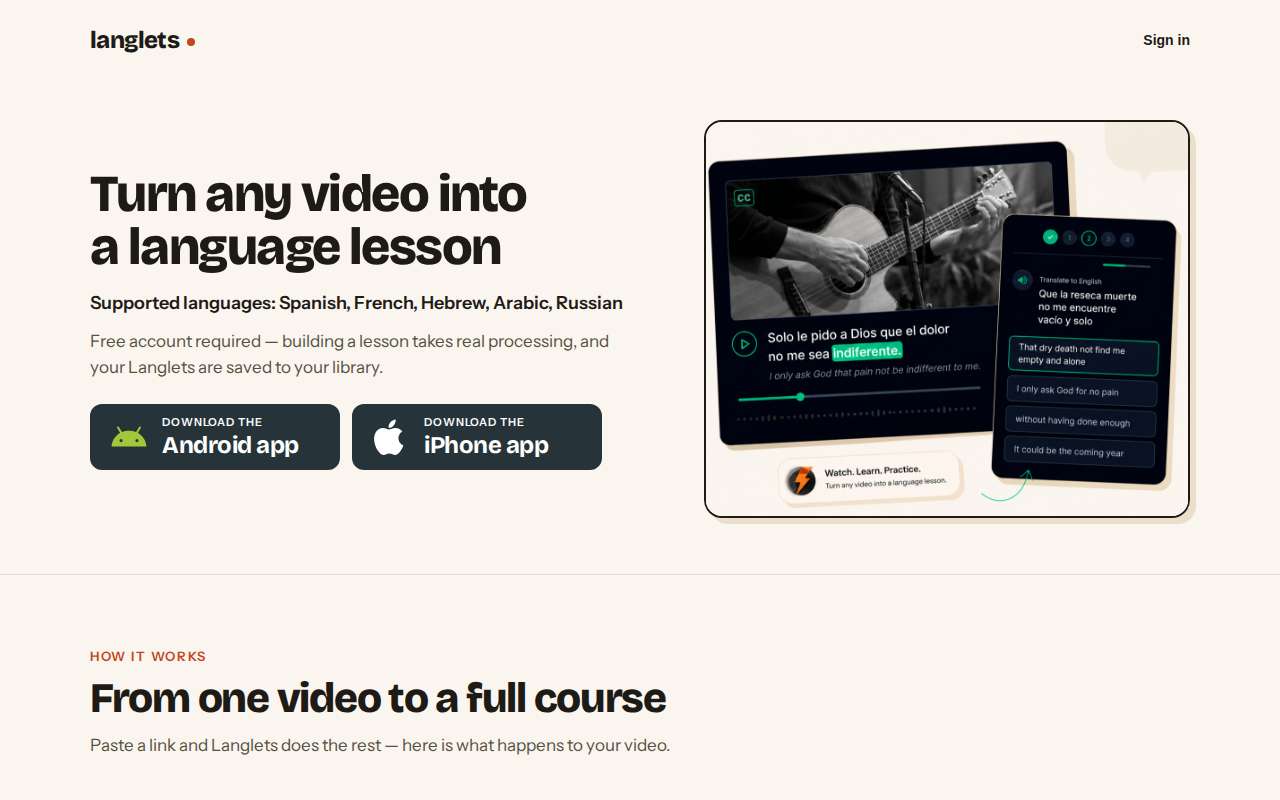 langlets
Sign in
Turn any video into
a language lesson
Supported languages: Spanish, French, Hebrew, Arabic, Russian
Free account required — building a lesson takes real processing, and
your Langlets are saved to your library.
DOWNLOAD THE
Android app
DOWNLOAD THE
iPhone app
CC
Solo le pido a Dios que el dolor
no me sea indiferente.
I only ask God that pain not be indifferent to me.
1
2
3
4
Translate to English
Que la reseca muerte
no me encuentre
vacío y solo
That dry death not find me
empty and alone
I only ask God for no pain
without having done enough
It could be the coming year
Watch. Learn. Practice.
Turn any video into a language lesson.
HOW IT WORKS
From one video to a full course
Paste a link and Langlets does the rest — here is what happens to your video.